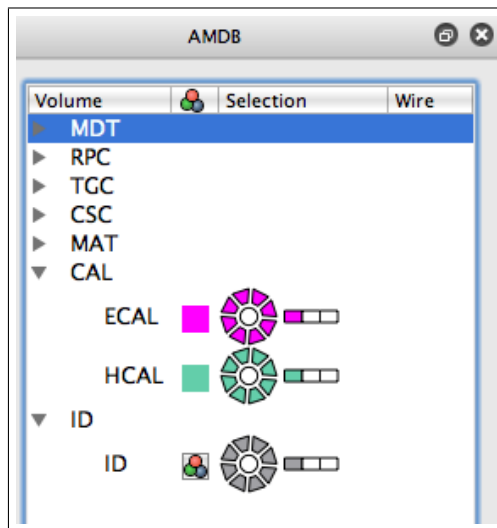 AMDB
Volume Selection Wire
MDT
RPC
TGC
CSC
MAT
CAL
ECAL
HCAL
ID
ID